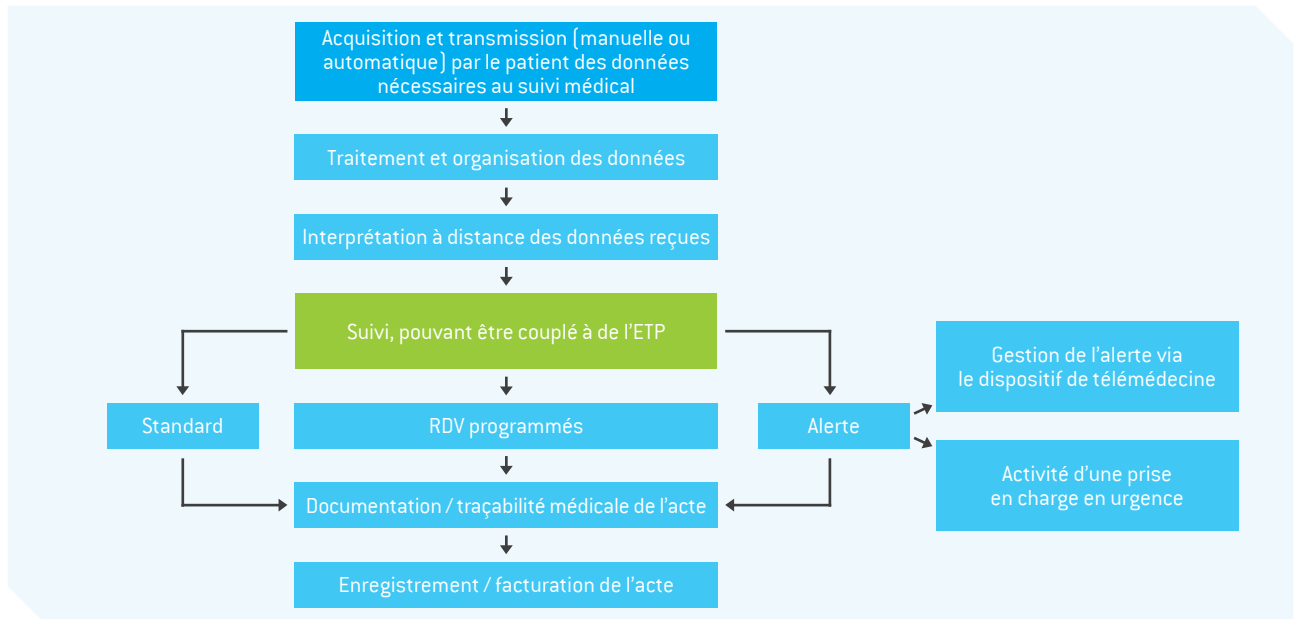 Acquisition et transmission (manuelle ou
automatique) par le patient des données
nécessaires au suivi médical
Traitement et organisation des données
Interprétation à distance des données reçues
Suivi, pouvant être couplé à de l'ETP
Standard
RDV programmés
Alerte
Gestion de l'alerte via
le dispositif de télémédecine
Activité d'une prise
en charge en urgence
Documentation / traçabilité médicale de l'acte
Enregistrement / facturation de l'acte